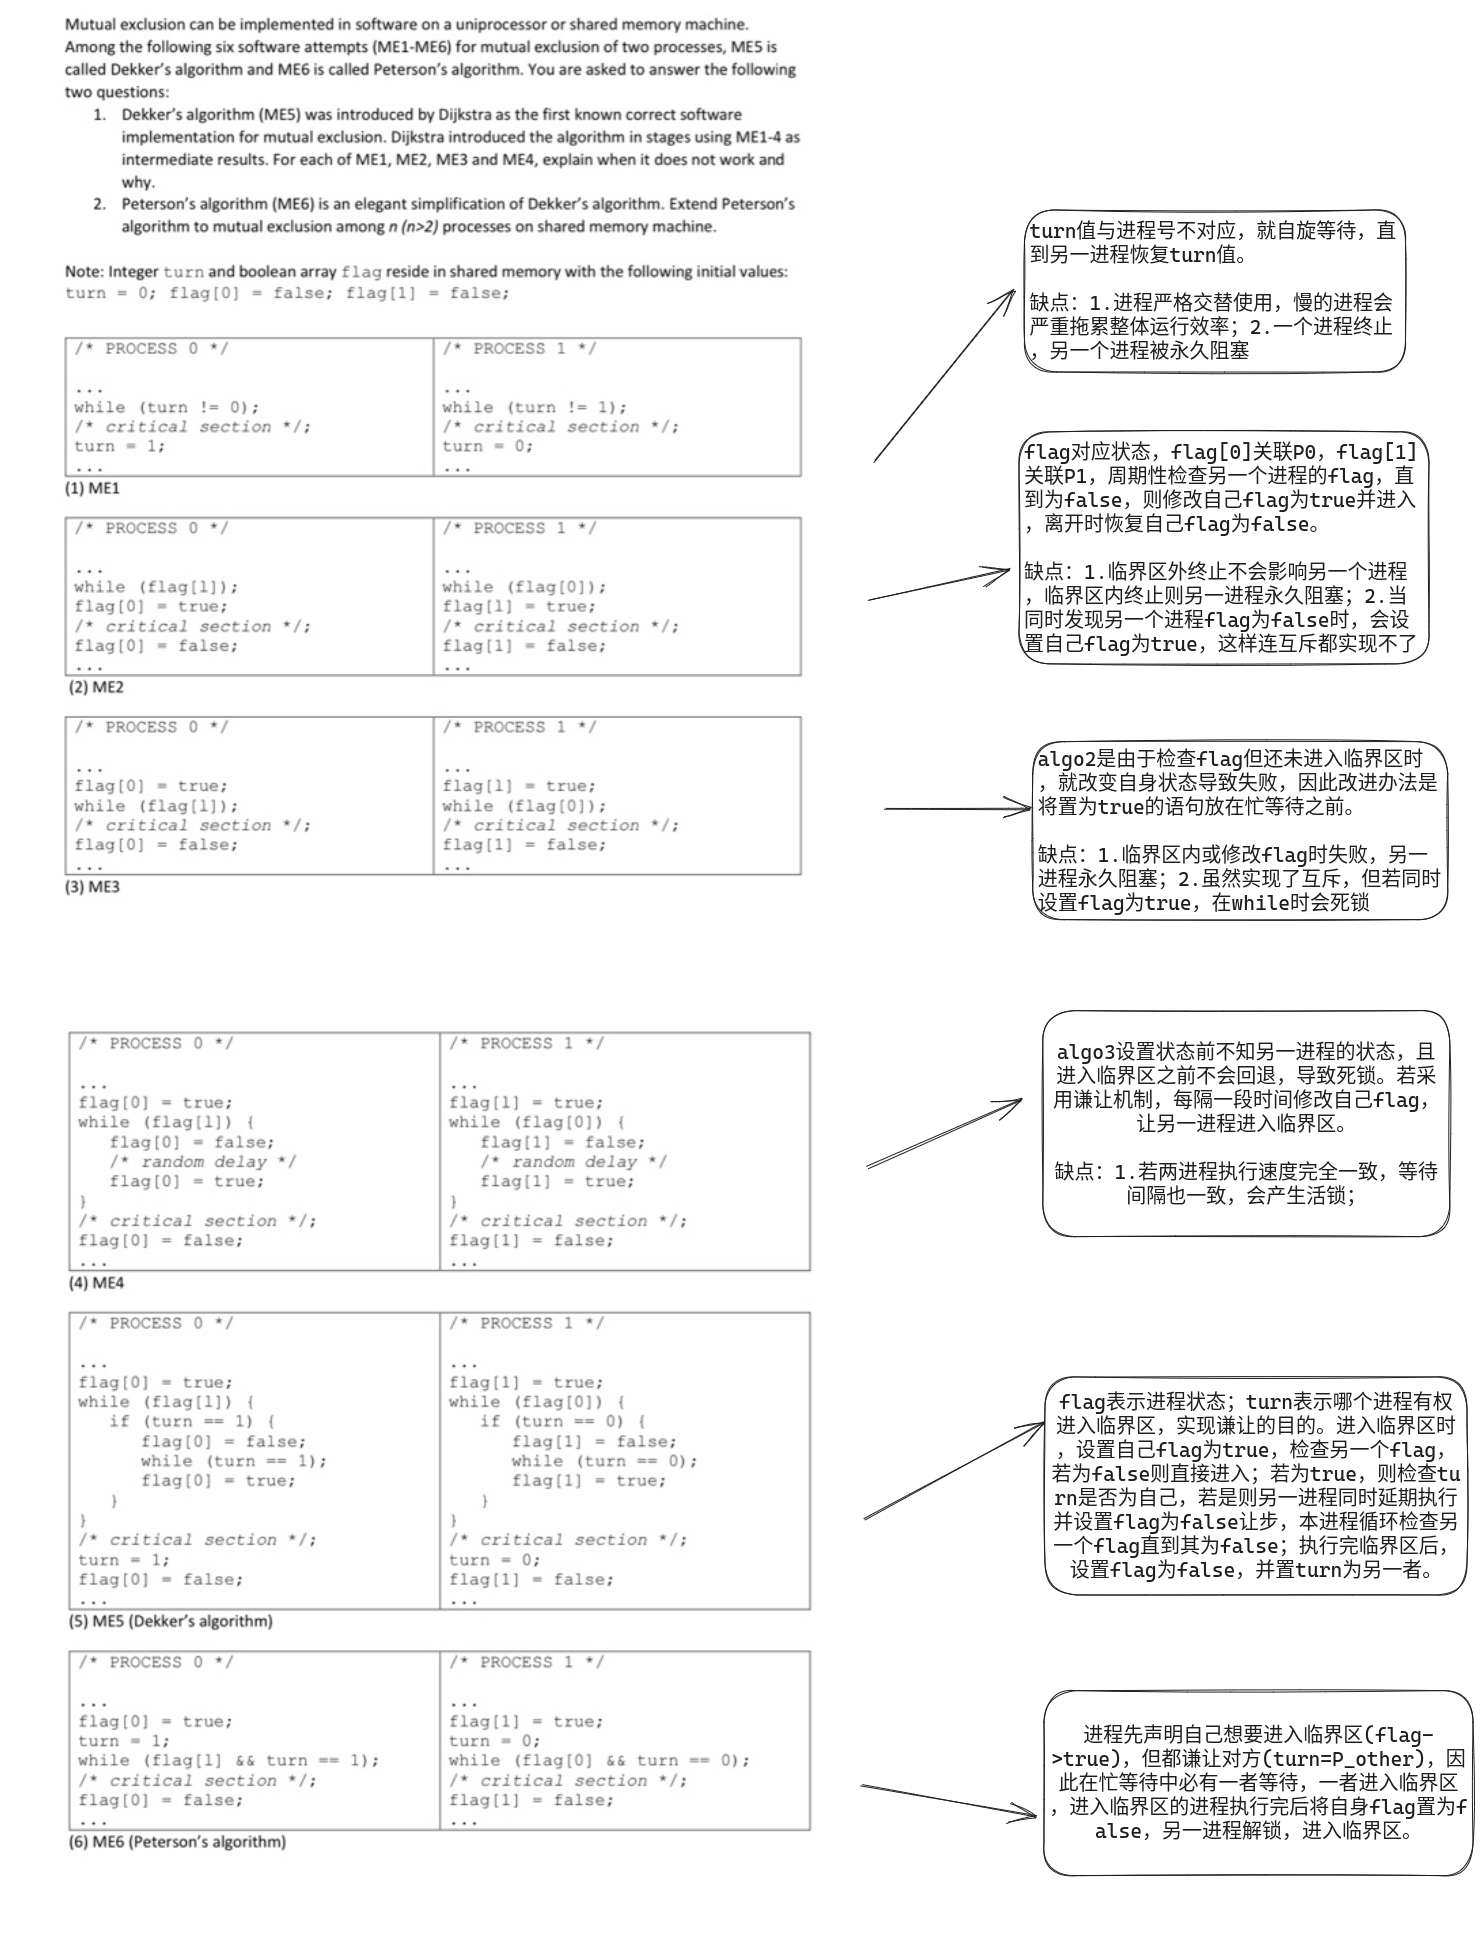 Mutual exclusion can be implemented in software on a uniprocessor or shared memory machine.
Among the following six software attempts (ME1-ME6) for mutual exclusion of two processes, ME5 is
called Dekker's algorithm and ME6 is called Peterson's algorithm. You are asked to answer the following
two questions:
1. Dekker's algorithm (ME5) was introduced by Dijkstra as the first known correct software
implementation for mutual exclusion. Dijkstra introduced the algorithm in stages using ME1-4 as
intermediate results. For each of ME1, ME2, ME3 and ME4, explain when it does not work and
why.
2. Peterson's algorithm (ME6) is an elegant simplification of Dekker's algorithm. Extend Peterson's
algorithm to mutual exclusion among n (n>2) processes on shared memory machine.
Note: Integer turn and boolean array flag reside in shared memory with the following initial values:
turn = 0; flag[0] = false; flag[1] = false;
/* PROCESS 0 */
...
while (turn != 0);
/* critical section */;
turn = 1;
...
/* PROCESS 1 */
...
while (turn != 1);
/* critical section */;
turn = 0;
...
(1) ME1
turn值与进程号不对应，就自旋等待，直
到另一进程恢复turn值。
缺点：1.进程严格交替使用，慢的进程会
严重拖累整体运行效率；2.一个进程终止
，另一个进程被永久阻塞
/* PROCESS 0 */
...
while (flag[1]);
flag[0] = true;
/* critical section */;
flag[0] = false;
...
/* PROCESS 1 */
...
while (flag[0]);
flag[1] = true;
/* critical section */;
flag[1] = false;
...
(2) ME2
flag对应状态，flag[0]关联P0，flag[1]
关联P1，周期性检查另一个进程的flag，直
到为false，则修改自己flag为true并进入
，离开时恢复自己flag为false。
缺点：1.临界区外终止不会影响另一个进程
，临界区内终止则另一进程永久阻塞；2.当
同时发现另一个进程flag为false时，会设
置自己flag为true，这样连互斥都实现不了
/* PROCESS 0 */
...
flag[0] = true;
while (flag[1]);
/* critical section */;
flag[0] = false;
...
/* PROCESS 1 */
...
flag[1] = true;
while (flag[0]);
/* critical section */;
flag[1] = false;
...
(3) ME3
algo2是由于检查flag但还未进入临界区时
，就改变自身状态导致失败，因此改进办法是
将置为true的语句放在忙等待之前。
缺点：1.临界区内或修改flag时失败，另一
进程永久阻塞；2.虽然实现了互斥，但若同时
设置flag为true，在while时会死锁
/* PROCESS 0 */
...
flag[0] = true;
while (flag[1]) {
flag[0] = false;
/* random delay */
flag[0] = true;
}
/* critical section */;
flag[0] = false;
...
/* PROCESS 1 */
...
flag[1] = true;
while (flag[0]) {
flag[1] = false;
/* random delay */
flag[1] = true;
}
/* critical section */;
flag[1] = false;
...
(4) ME4
algo3设置状态前不知另一进程的状态，且
进入临界区之前不会回退，导致死锁。若采
用谦让机制，每隔一段时间修改自己flag，
让另一进程进入临界区。
缺点：1.若两进程执行速度完全一致，等待
间隔也一致，会产生活锁；
/* PROCESS 0 */
...
flag[0] = true;
while (flag[1]) {
if (turn == 1) {
flag[0] = false;
while (turn == 1);
flag[0] = true;
}
}
/* critical section */;
turn = 1;
flag[0] = false;
...
/* PROCESS 1 */
...
flag[1] = true;
while (flag[0]) {
if (turn == 0) {
flag[1] = false;
while (turn == 0);
flag[1] = true;
}
}
/* critical section */;
turn = 0;
flag[1] = false;
...
(5) ME5 (Dekker's algorithm)
flag表示进程状态；turn表示哪个进程有权
进入临界区，实现谦让的目的。进入临界区时
，设置自己flag为true，检查另一个flag，
若为false则直接进入；若为true，则检查tu
rn是否为自己，若是则另一进程同时延期执行
并设置flag为false让步，本进程循环检查另
一个flag直到其为false；执行完临界区后，
设置flag为false，并置turn为另一者。
/* PROCESS 0 */
...
flag[0] = true;
turn = 1;
while (flag[1] && turn == 1);
/* critical section */;
flag[0] = false;
...
/* PROCESS 1 */
...
flag[1] = true;
turn = 0;
while (flag[0] && turn == 0);
/* critical section */;
flag[1] = false;
...
(6) ME6 (Peterson's algorithm)
进程先声明自己想要进入临界区(flag-
>true)，但都谦让对方(turn=P_other)，因
此在忙等待中必有一者等待，一者进入临界区
，进入临界区的进程执行完后将自身flag置为f
alse，另一进程解锁，进入临界区。